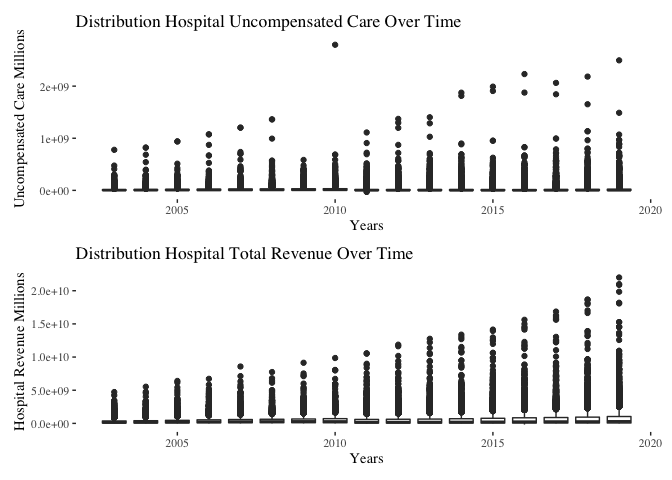 Distribution Hospital Uncompensated Care Over Time
Uncompensated Care Millions
2e+09
1e+09
0e+00
2005
2010
2015
2020
Years
Distribution Hospital Total Revenue Over Time
Hospital Revenue Millions
2.0e+10
1.5e+10
1.0e+10
5.0e+09
0.0e+00
2005
2010
2015
2020
Years